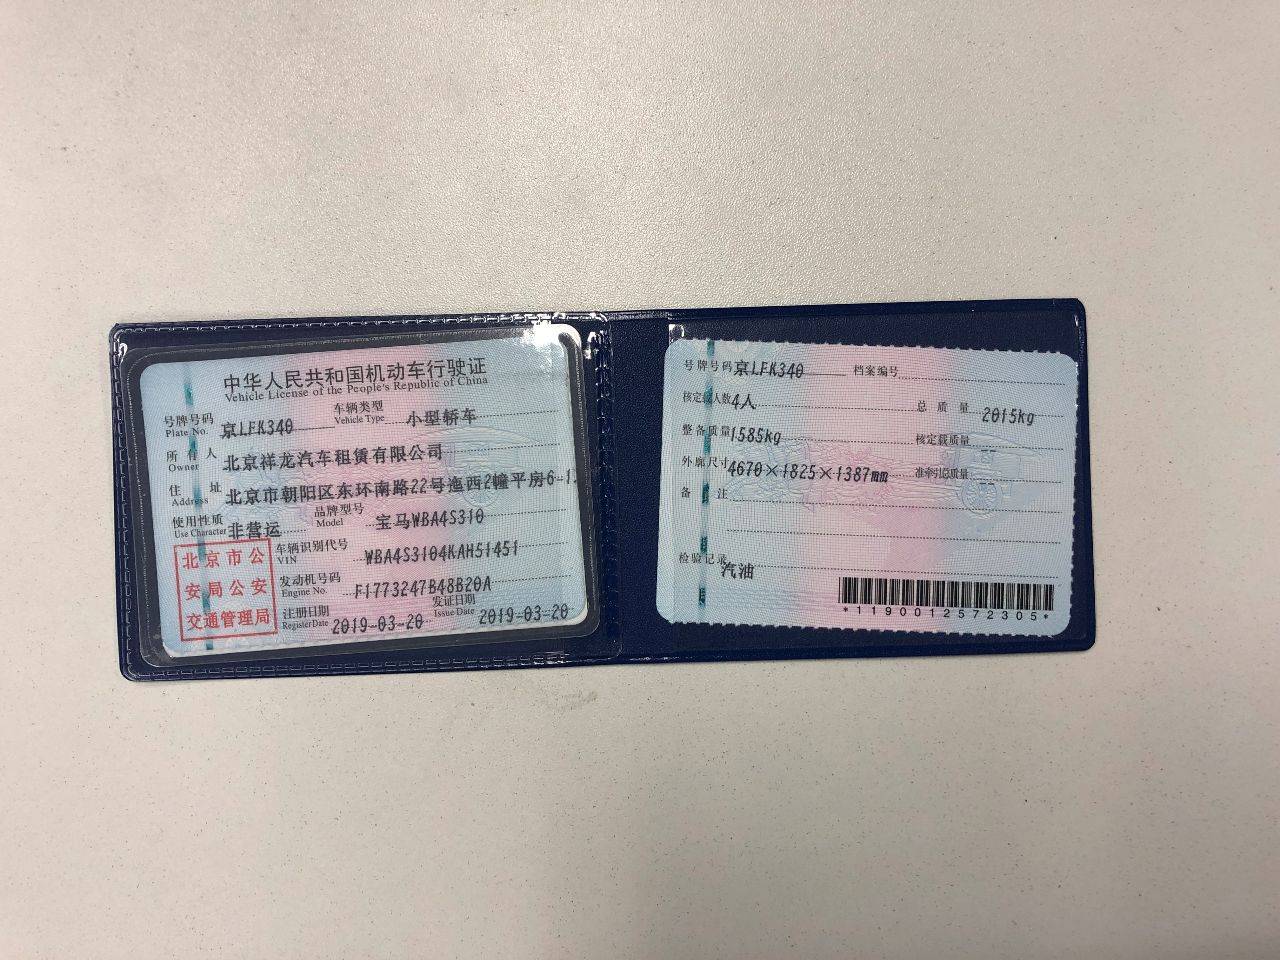 中华人民共和国机动车行驶证
Vehicle License of the People's Republic of China
号牌号码 京LFK340 车辆类型 小型轿车
Plate No. Vehicle Type
所有人 北京祥龙汽车租赁有限公司
Owner
住址 北京市朝阳区东环南路22号迤西2幢平房6-1
Address
使用性质 非营运 品牌型号 宝马WBA4S310
Use Character Model
北京市公
安局公安
交通管理局
车辆识别代号 WBA4S3104KAH51451
VIN
发动机号码 F1773247B48B20A
Engine No.
注册日期 2019-03-20 发证日期 2019-03-20
Register Date Issue Date
号牌号码 京LFK340 档案编号
核定载人数 4人 总质量 2015kg
整备质量 1585kg 核定载质量 --
外廓尺寸 4670×1825×1387mm 准牵引总质量 --
备注
检验记录 汽油
*1190012572305*